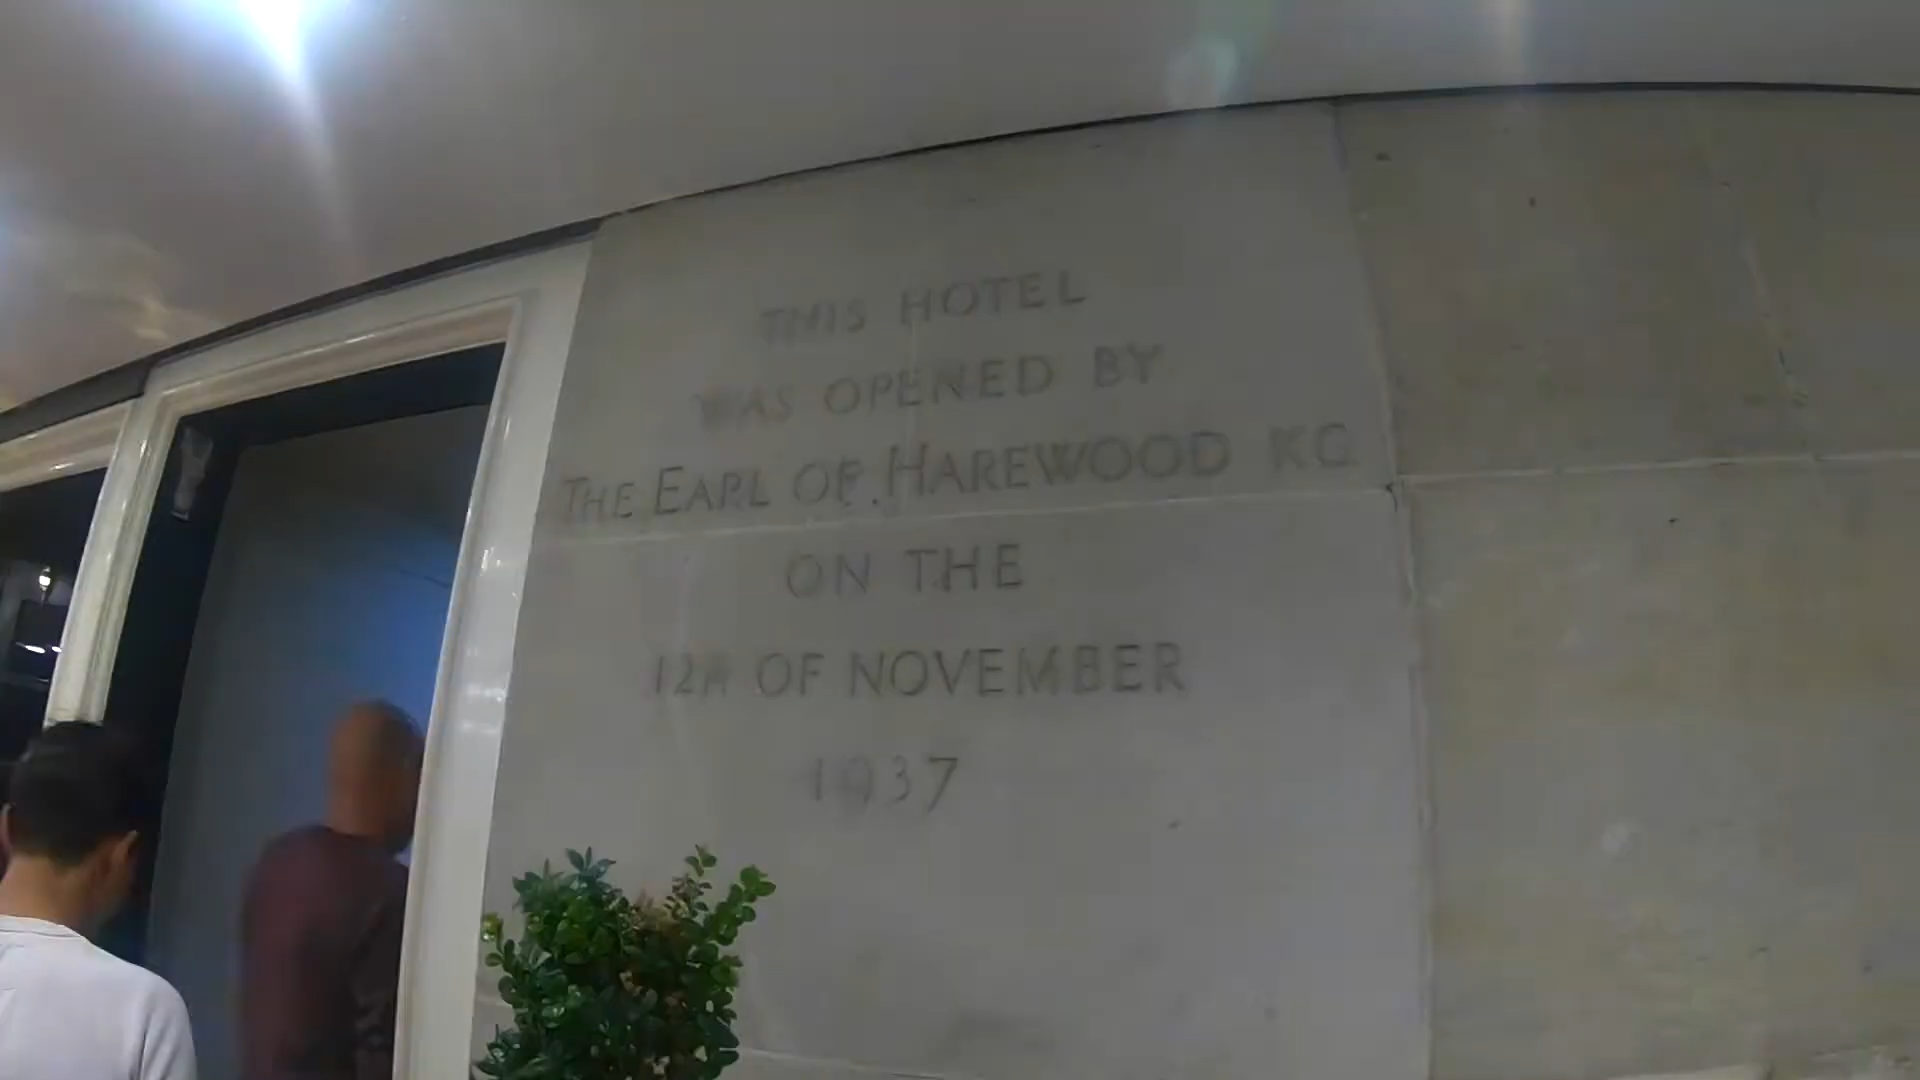 THIS HOTEL
WAS OPENED BY
THE EARL OF HAREWOOD KG
ON THE
12th OF NOVEMBER
1937